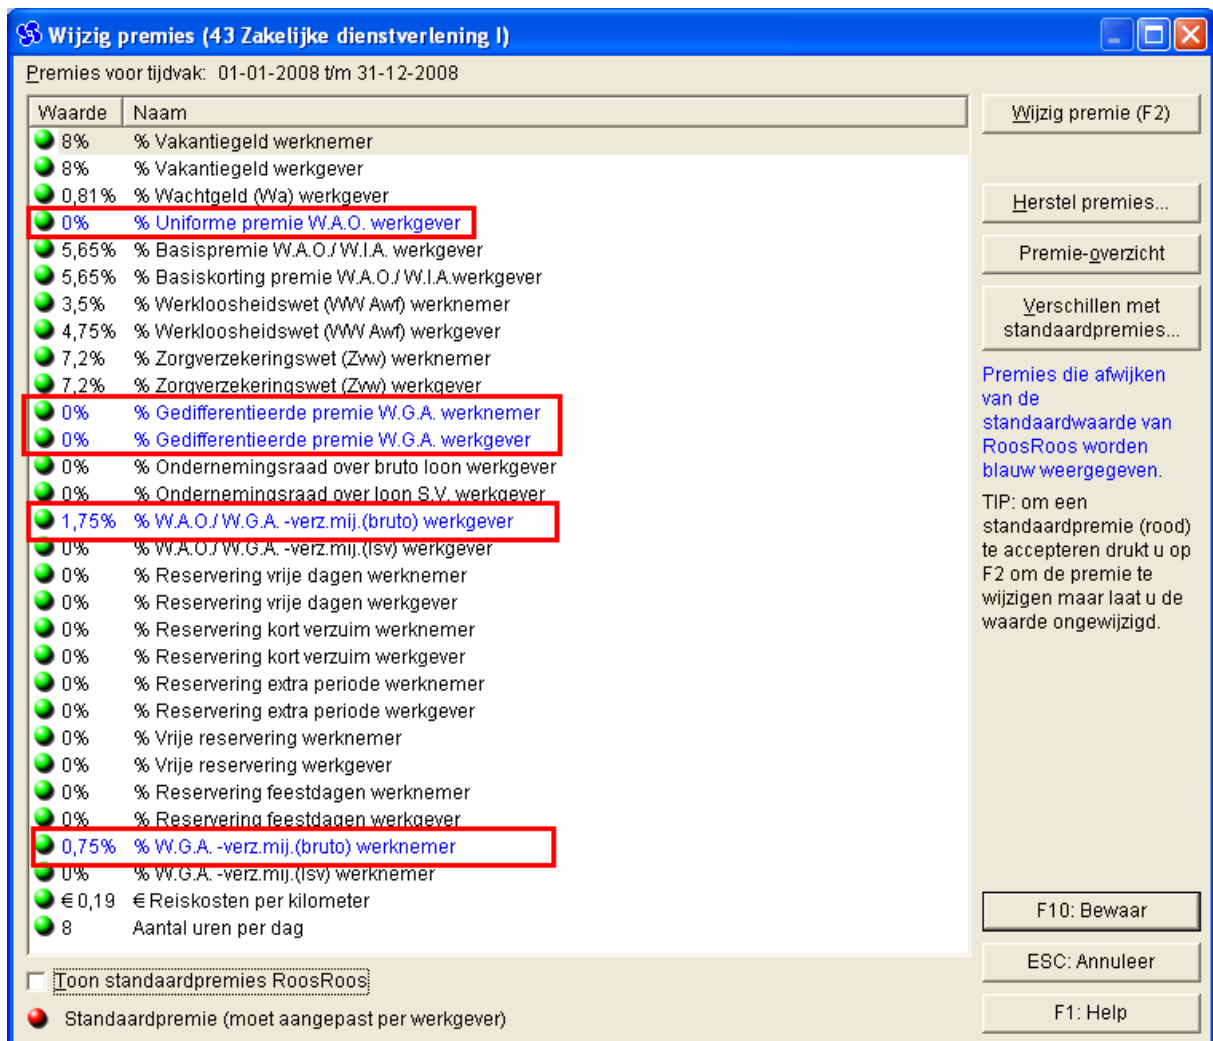 Wijzig premies (43 Zakelijke dienstverlening I)
Premies voor tijdvak: 01-01-2008 t/m 31-12-2008
Waarde Naam
8% % Vakantiegeld werknemer
8% % Vakantiegeld werkgever
0,81% % Wachtgeld (Wa) werkgever
0% % Uniforme premie W.A.O. werkgever
5,65% % Basispremie W.A.O./ W.I.A. werkgever
5,65% % Basiskorting premie W.A.O./ W.I.A.werkgever
3,5% % Werkloosheidswet (WW Awf) werknemer
4,75% % Werkloosheidswet (WW Awf) werkgever
7,2% % Zorgverzekeringswet (Zvw) werknemer
7,2% % Zorgverzekeringswet (Zvw) werkgever
0% % Gedifferentieerde premie W.G.A. werknemer
0% % Gedifferentieerde premie W.G.A. werkgever
0% % Ondernemingsraad over bruto loon werkgever
0% % Ondernemingsraad over loon S.V. werkgever
1,75% % W.A.O./ W.G.A. -verz.mij.(bruto) werkgever
0% % W.A.O./ W.G.A. -verz.mij.(lsv) werkgever
0% % Reservering vrije dagen werknemer
0% % Reservering vrije dagen werkgever
0% % Reservering kort verzuim werknemer
0% % Reservering kort verzuim werkgever
0% % Reservering extra periode werknemer
0% % Reservering extra periode werkgever
0% % Vrije reservering werknemer
0% % Vrije reservering werkgever
0% % Reservering feestdagen werknemer
0% % Reservering feestdagen werkgever
0,75% % W.G.A. -verz.mij.(bruto) werknemer
0% % W.G.A. -verz.mij.(lsv) werknemer
€ 0,19 € Reiskosten per kilometer
8 Aantal uren per dag
Toon standaardpremies RoosRoos
Standaardpremie (moet aangepast per werkgever)
Wijzig premie (F2)
Herstel premies...
Premie-overzicht
Verschillen met
standaardpremies...
Premies die afwijken
van de
standaardwaarde van
RoosRoos worden
blauw weergegeven.
TIP: om een
standaardpremie (rood)
te accepteren drukt u op
F2 om de premie te
wijzigen maar laat u de
waarde ongewijzigd.
F10: Bewaar
ESC: Annuleer
F1: Help